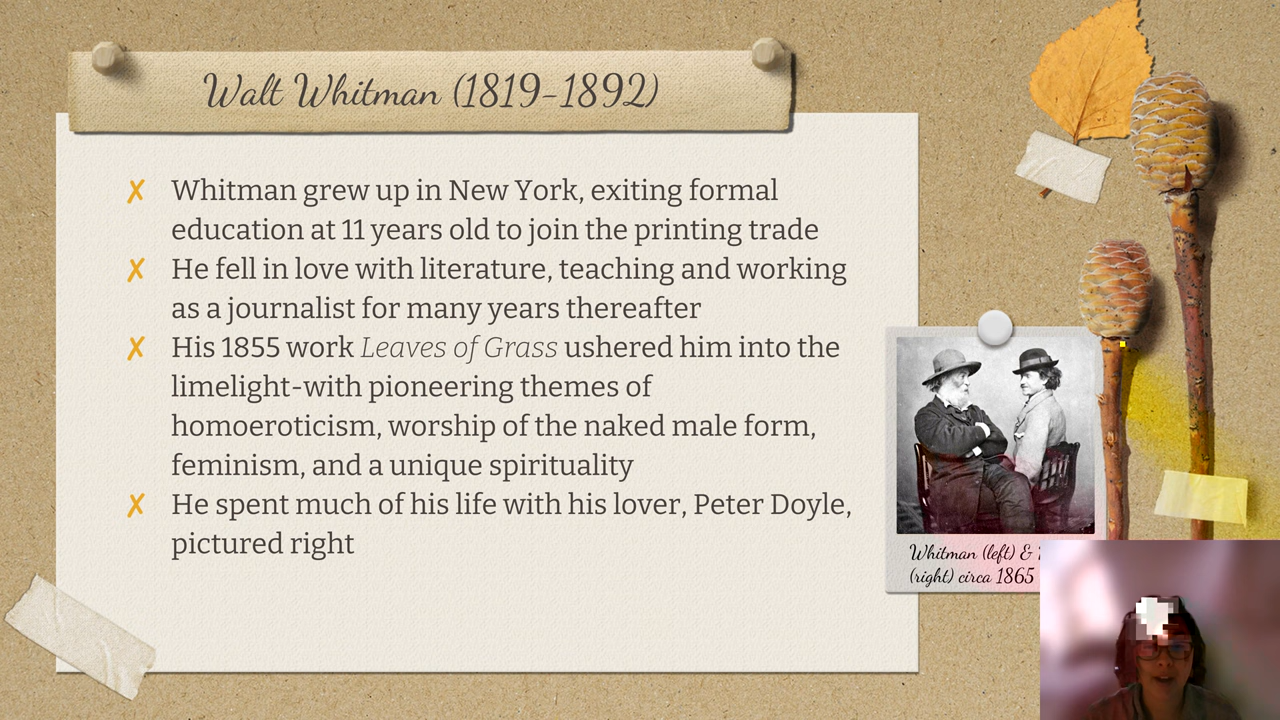 Walt Whitman (1819-1892)
✗ Whitman grew up in New York, exiting formal
education at 11 years old to join the printing trade
✗ He fell in love with literature, teaching and working
as a journalist for many years thereafter
✗ His 1855 work Leaves of Grass ushered him into the
limelight-with pioneering themes of
homoeroticism, worship of the naked male form,
feminism, and a unique spirituality
✗ He spent much of his life with his lover, Peter Doyle,
pictured right
Whitman (left) &
(right) circa 1865